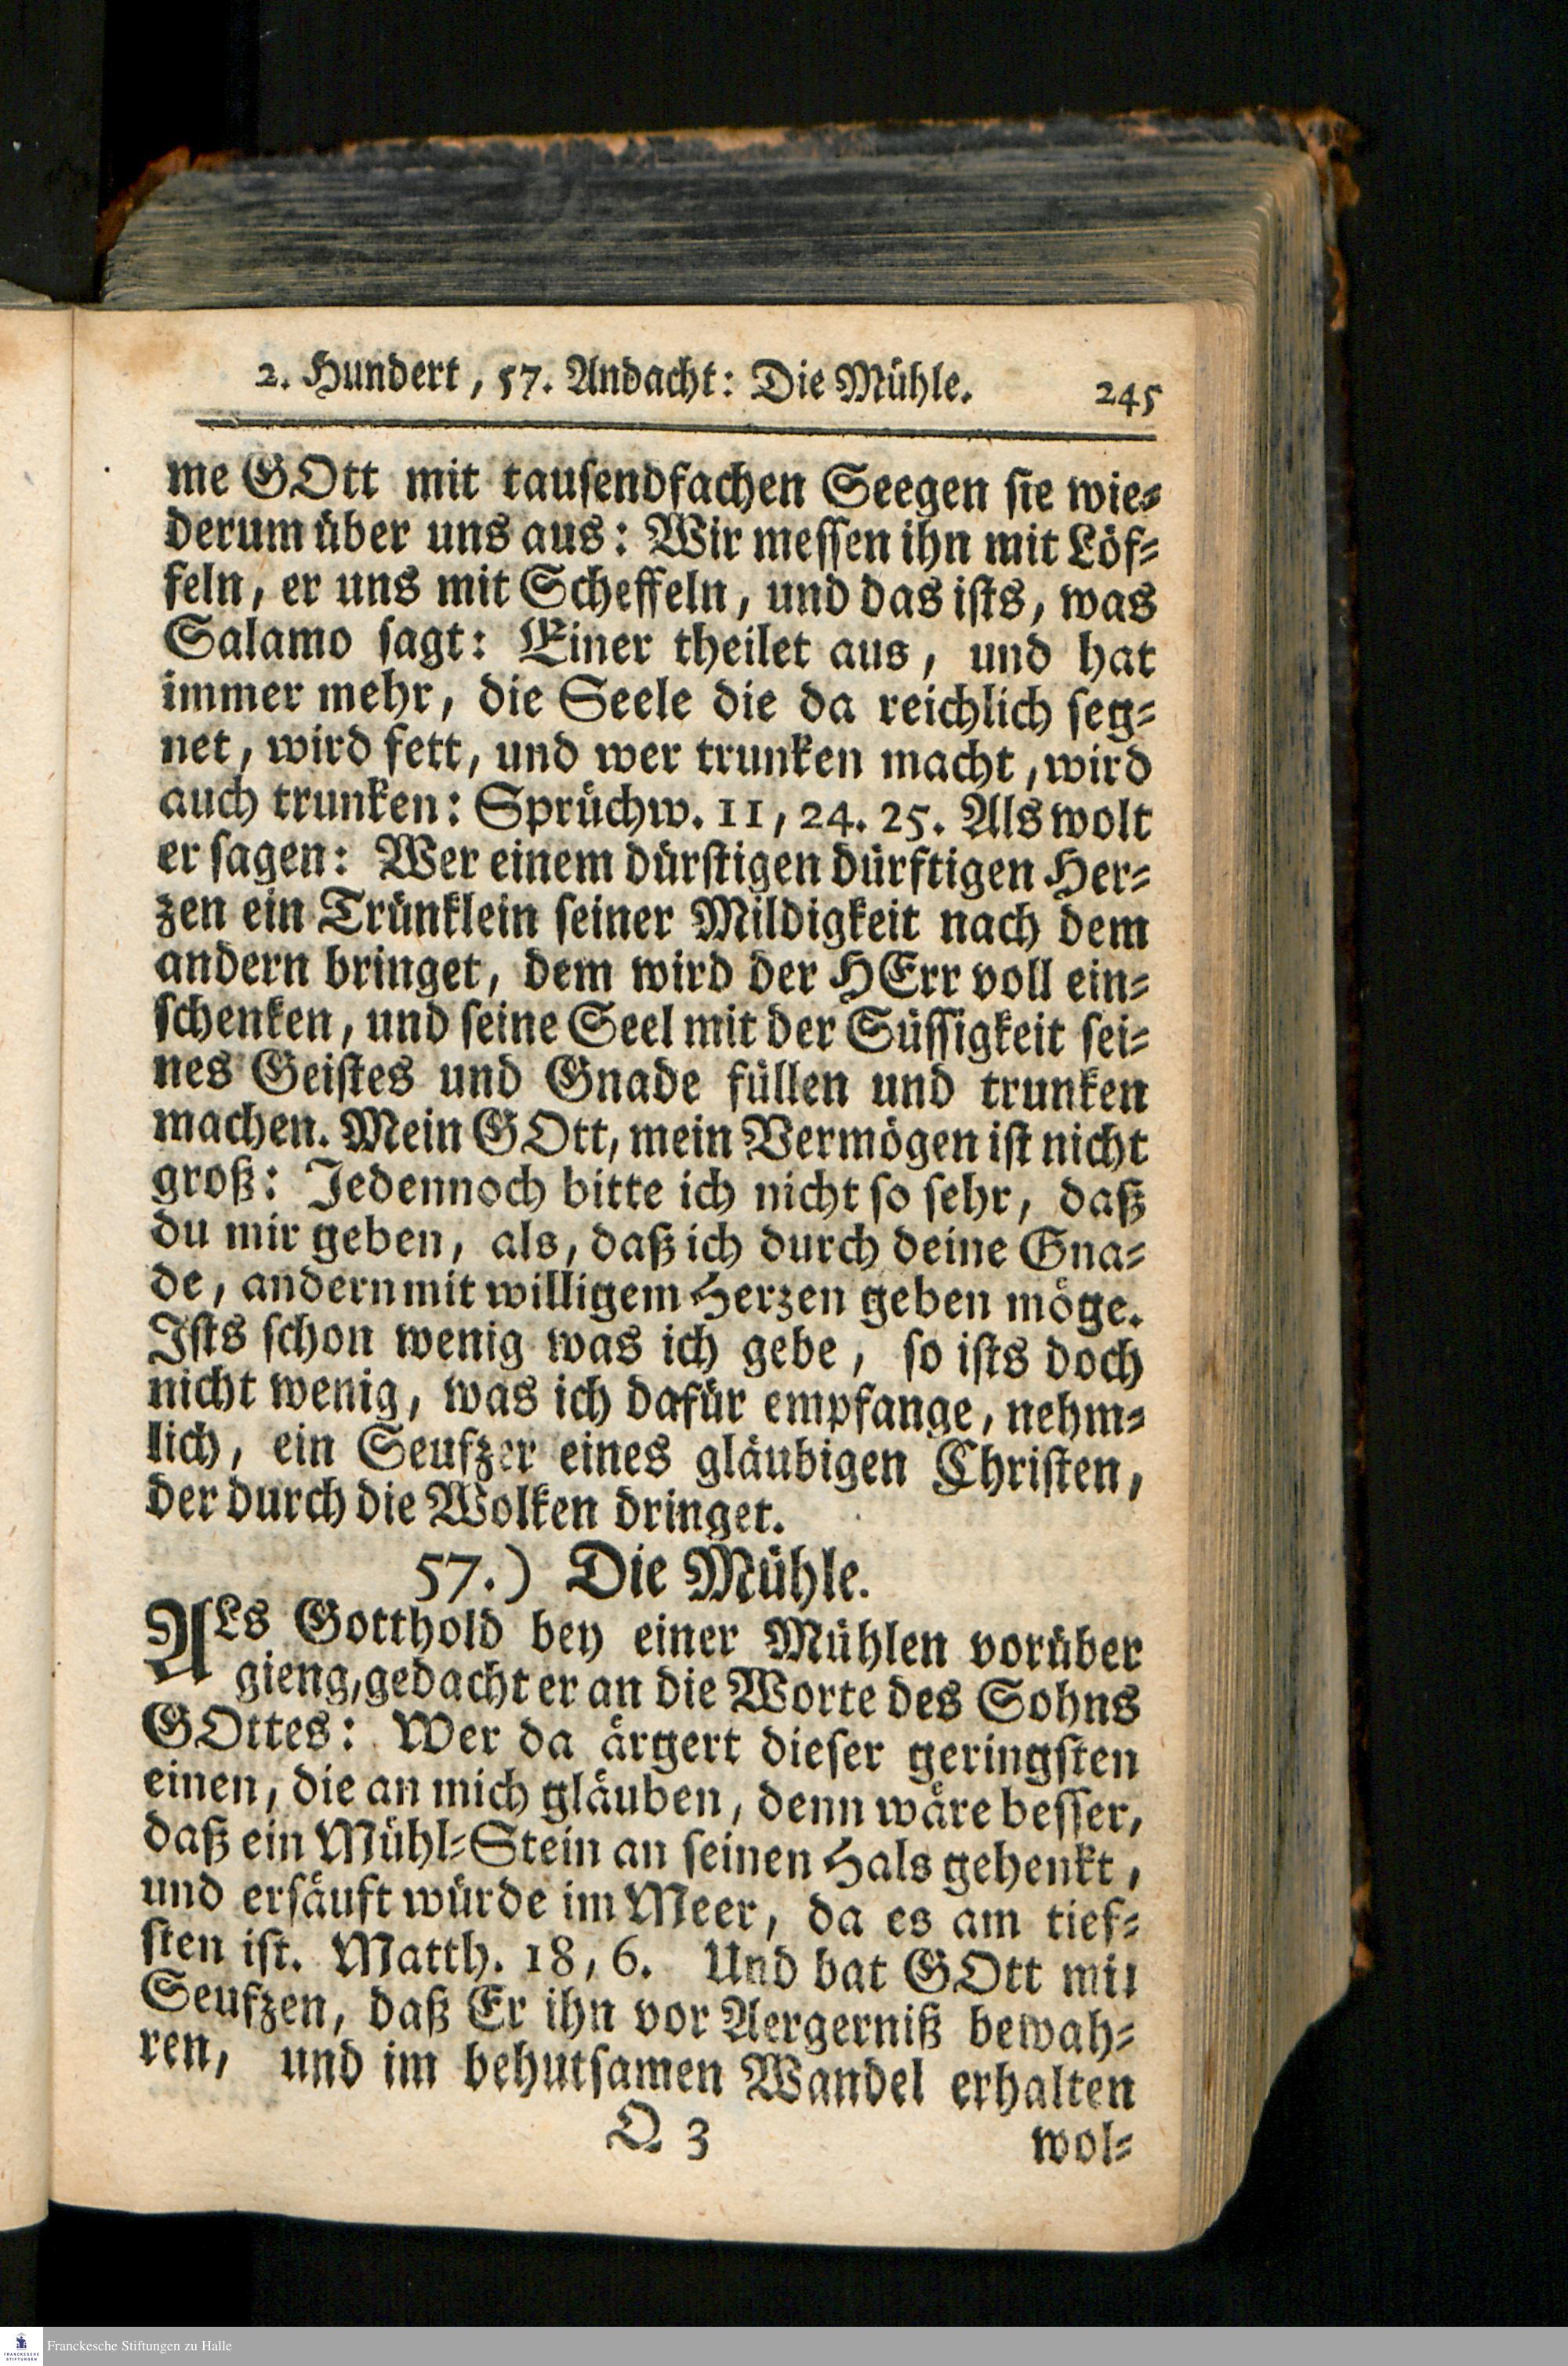 2. Hundert, 57. Andacht: Die Mühle. 245
me GOtt mit tausendfachen Seegen sie wie⸗
derum über uns aus: Wir messen ihn mit Löf⸗
feln, er uns mit Scheffeln, und das ists, was
Salamo sagt: Einer theilet aus, und hat
immer mehr, die Seele die da reichlich seg⸗
net, wird fett, und wer trunken macht, wird
auch trunken: Sprüchw. 11, 24. 25. Als wolt
er sagen: Wer einem dürstigen dürftigen Her⸗
zen ein Trünklein seiner Mildigkeit nach dem
andern bringet, dem wird der HErr voll ein⸗
schenken, und seine Seel mit der Süssigkeit sei⸗
nes Geistes und Gnade füllen und trunken
machen. Mein GOtt, mein Vermögen ist nicht
groß: Jedennoch bitte ich nicht so sehr, daß
du mir geben, als, daß ich durch deine Gna⸗
de, andern mit willigem Herzen geben möge.
Ists schon wenig was ich gebe, so ists doch
nicht wenig, was ich dafür empfange, nehm⸗
lich, ein Seufzer eines gläubigen Christen,
der durch die Wolken dringet.
57.) Die Mühle.
ALs Gotthold bey einer Mühlen vorüber
gieng, gedacht er an die Worte des Sohns
GOttes: Wer da ärgert dieser geringsten
einen, die an mich gläuben, denn wäre besser,
daß ein Mühl⸗Stein an seinen Hals gehenkt,
und ersäuft würde im Meer, da es am tief⸗
sten ist. Matth. 18, 6. Und bat GOtt mit
Seufzen, daß Er ihn vor Aergerniß bewah⸗
ren, und im behutsamen Wandel erhalten
Q 3 wol⸗
Franckesche Stiftungen zu Halle
FRANCKESCHE
STIFTUNGEN